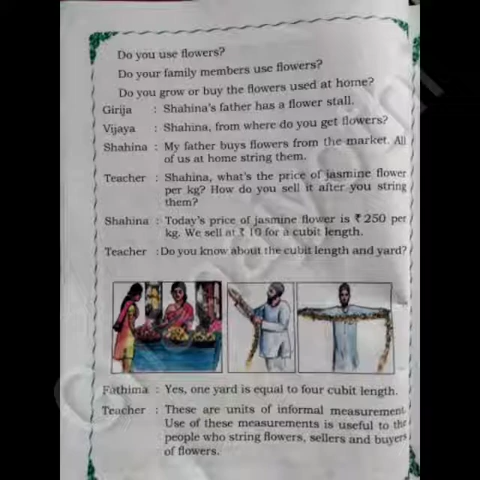 Do you use flowers?
Do your family members use flowers?
Do you grow or buy the flowers used at home?
Girija : Shahina's father has a flower stall.
Vijaya : Shahina, from where do you get flowers?
Shahina : My father buys flowers from the market. All
of us at home string them.
Teacher : Shahina, what's the price of jasmine flower
per kg? How do you sell it after you string
them?
Shahina : Today's price of jasmine flower is ₹ 250 per
kg. We sell at ₹ 10 for a cubit length.
Teacher : Do you know about the cubit length and yard?
Fathima : Yes, one yard is equal to four cubit length.
Teacher : These are units of informal measurement.
Use of these measurements is useful to the
people who string flowers, sellers and buyers
of flowers.